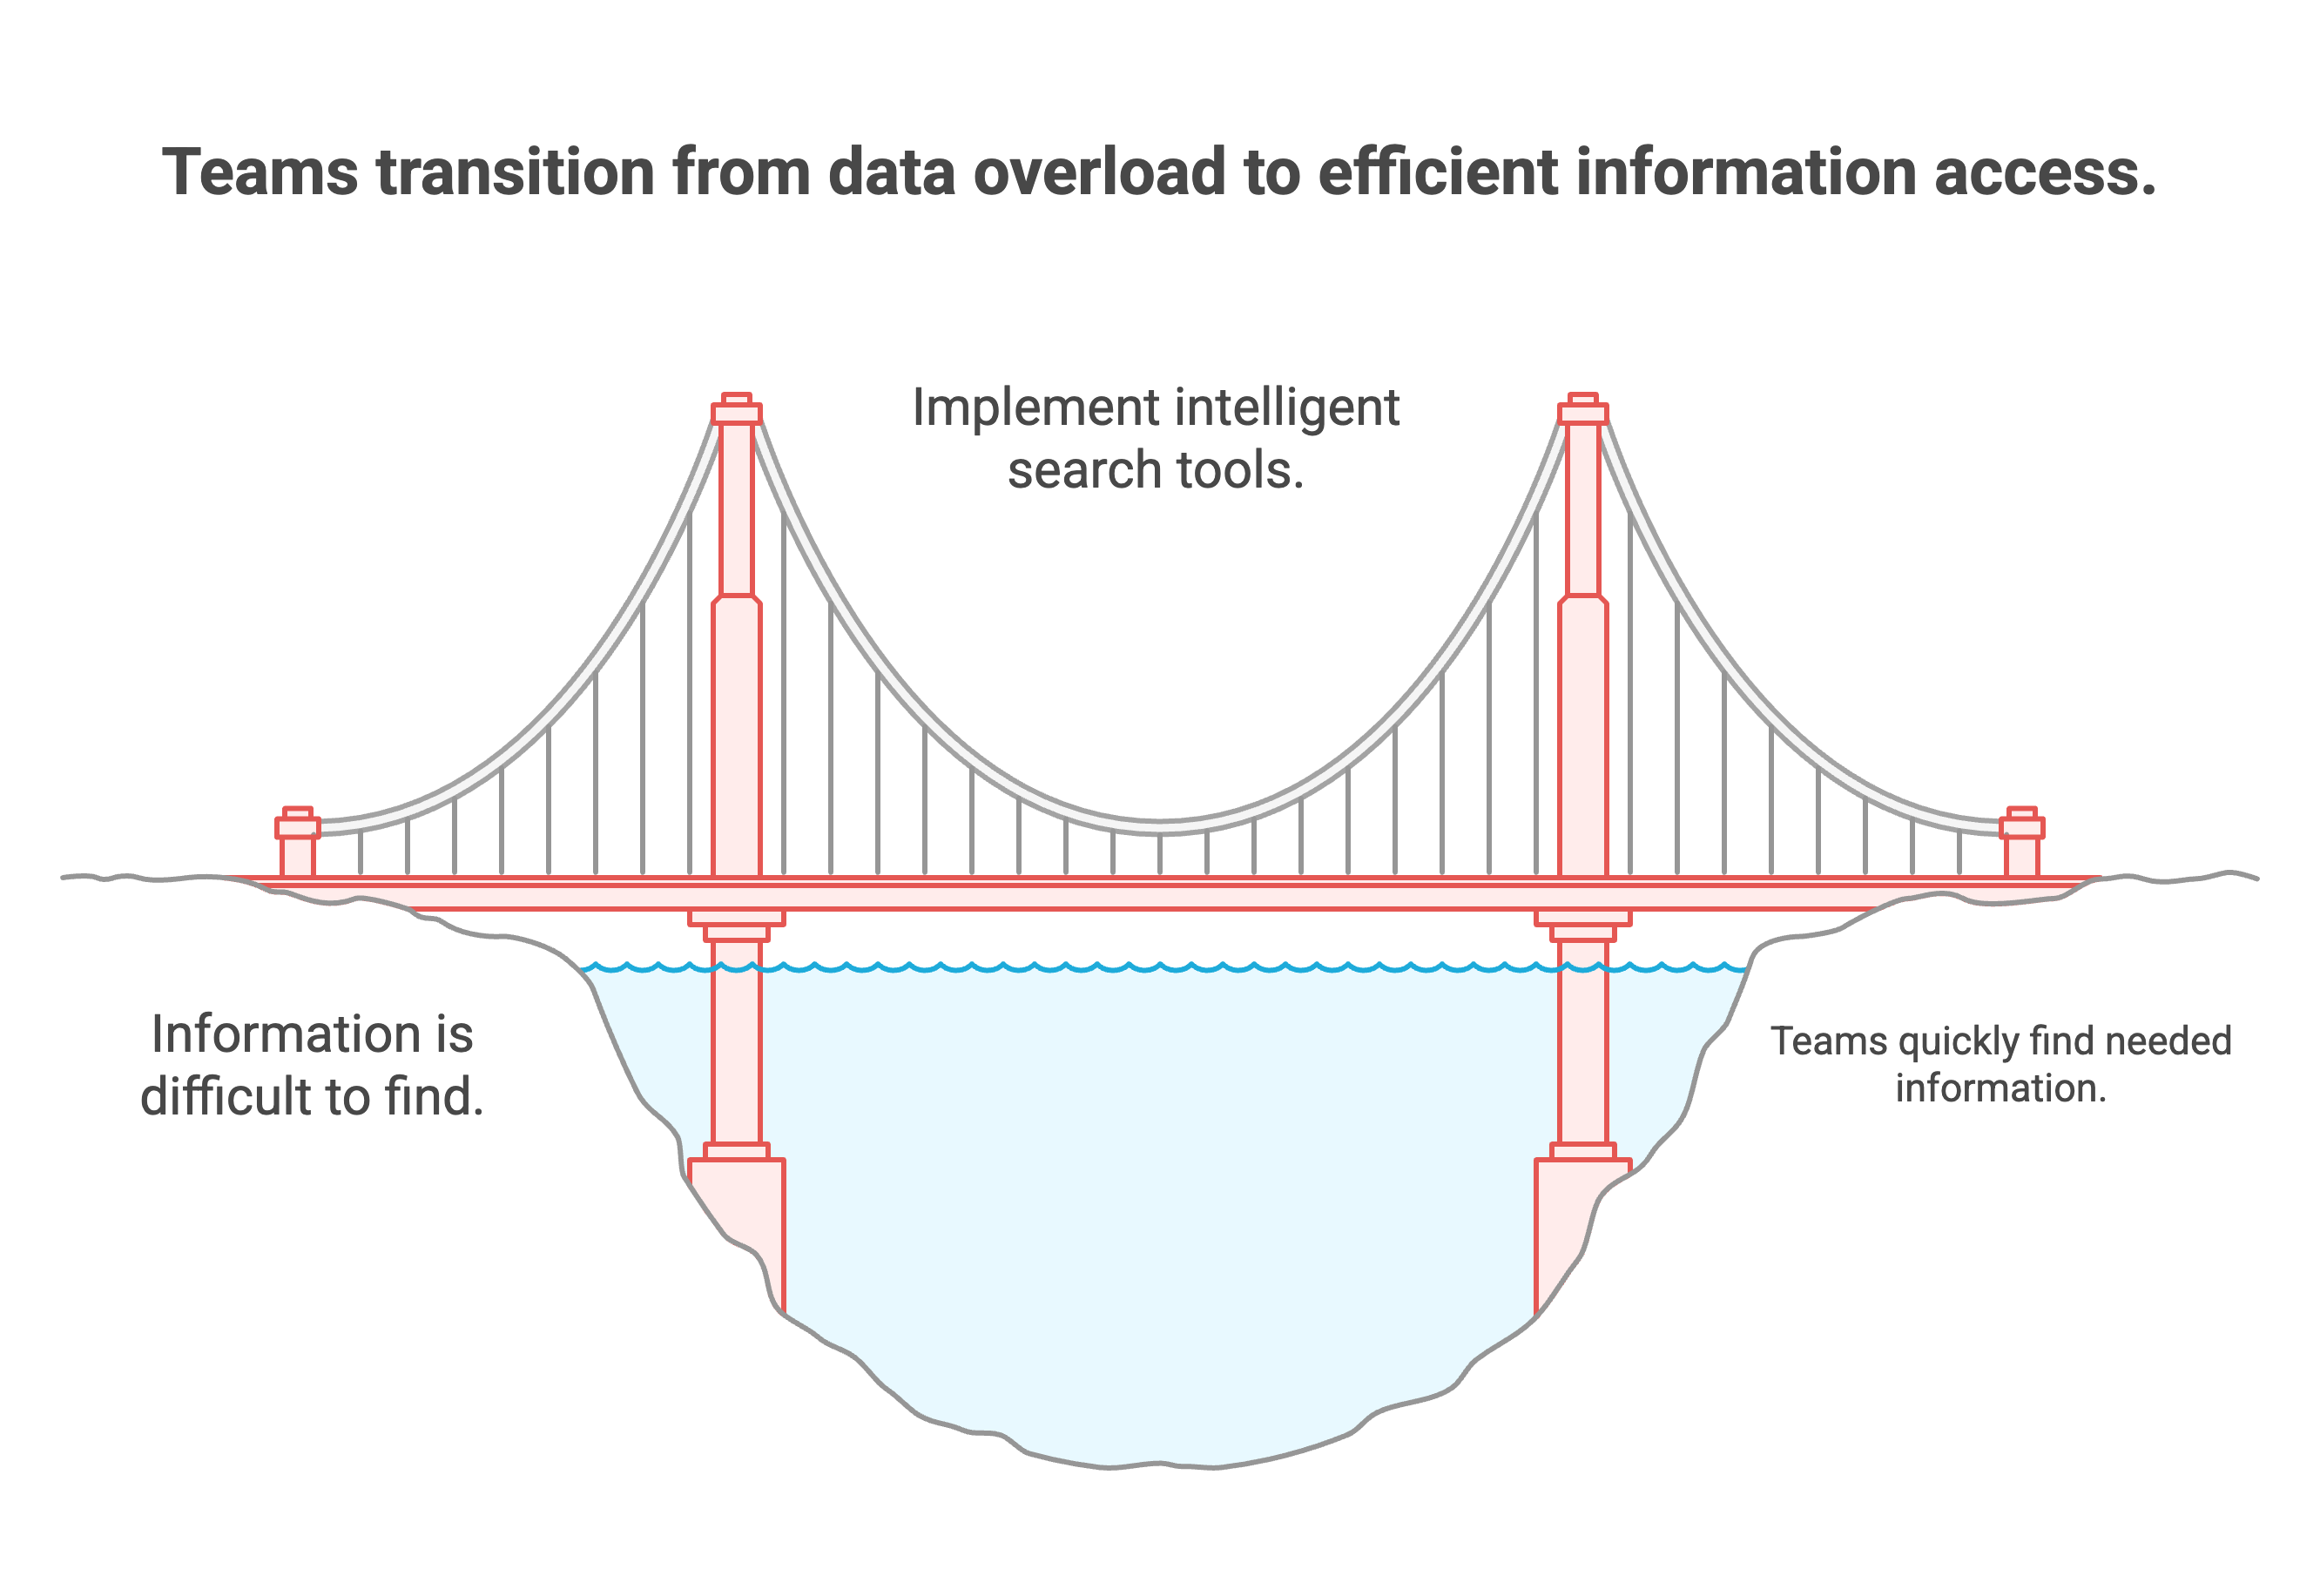 Teams transition from data overload to efficient information access.
Implement intelligent
search tools.
Information is
difficult to find.
Teams quickly find needed
information.